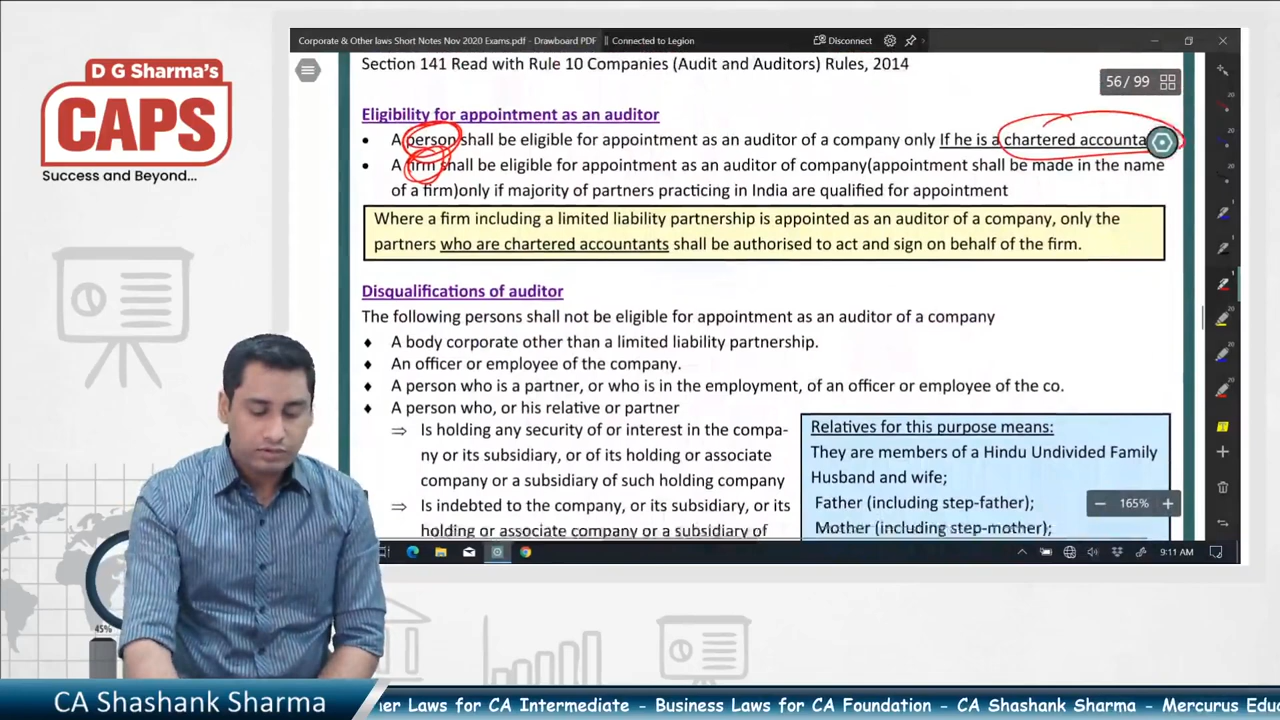 D G Sharma's
CAPS
Success and Beyond...
Corporate & Other laws Short Notes Nov 2020 Exams.pdf - Drawboard PDF
Connected to Legion
Disconnect
Section 141 Read with Rule 10 Companies (Audit and Auditors) Rules, 2014
56 / 99
Eligibility for appointment as an auditor
• A person shall be eligible for appointment as an auditor of a company only If he is a chartered accounta
• A firm shall be eligible for appointment as an auditor of company(appointment shall be made in the name
of a firm)only if majority of partners practicing in India are qualified for appointment
Where a firm including a limited liability partnership is appointed as an auditor of a company, only the
partners who are chartered accountants shall be authorised to act and sign on behalf of the firm.
Disqualifications of auditor
The following persons shall not be eligible for appointment as an auditor of a company
♦ A body corporate other than a limited liability partnership.
♦ An officer or employee of the company.
♦ A person who is a partner, or who is in the employment, of an officer or employee of the co.
♦ A person who, or his relative or partner
⇒ Is holding any security of or interest in the compa-
ny or its subsidiary, or of its holding or associate
company or a subsidiary of such holding company
⇒ Is indebted to the company, or its subsidiary, or its
holding or associate company or a subsidiary of
Relatives for this purpose means:
They are members of a Hindu Undivided Family
Husband and wife;
Father (including step-father);
Mother (including step-mother);
165%
9:11 AM
45%
CA Shashank Sharma
her Laws for CA Intermediate - Business Laws for CA Foundation - CA Shashank Sharma - Mercurus Edu